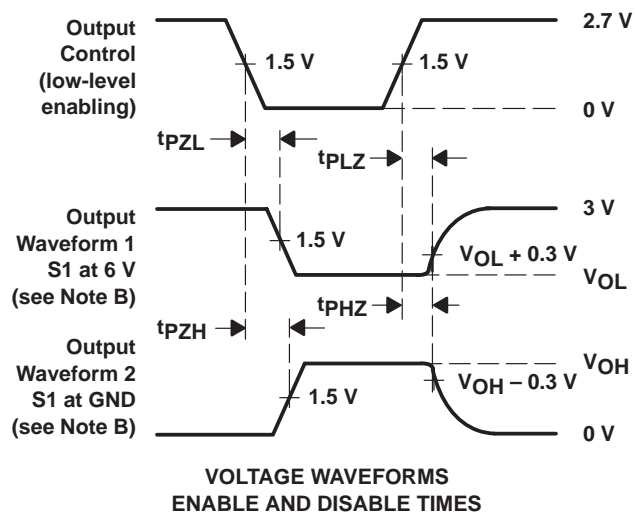 Output
Control
(low-level
enabling)
1.5 V
1.5 V
2.7 V
0 V
tPZL
tPLZ
Output
Waveform 1
S1 at 6 V
(see Note B)
1.5 V
3 V
VOL + 0.3 V
VOL
tPZH
tPHZ
Output
Waveform 2
S1 at GND
(see Note B)
1.5 V
VOH
VOH − 0.3 V
0 V
VOLTAGE WAVEFORMS
ENABLE AND DISABLE TIMES